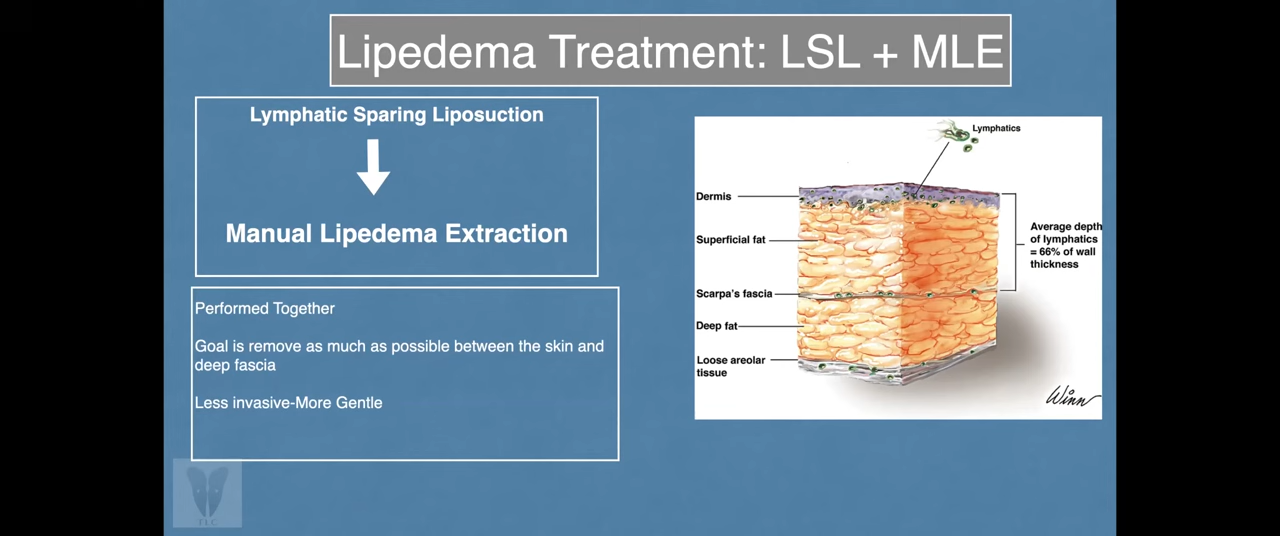 Lipedema Treatment: LSL + MLE
Lymphatic Sparing Liposuction
Manual Lipedema Extraction
Performed Together
Goal is remove as much as possible between the skin and
deep fascia
Less invasive-More Gentle
Lymphatics
Dermis
Superficial fat
Scarpa's fascia
Deep fat
Loose areolar
tissue
Average depth
of lymphatics
= 66% of wall
thickness
Winn
TLC